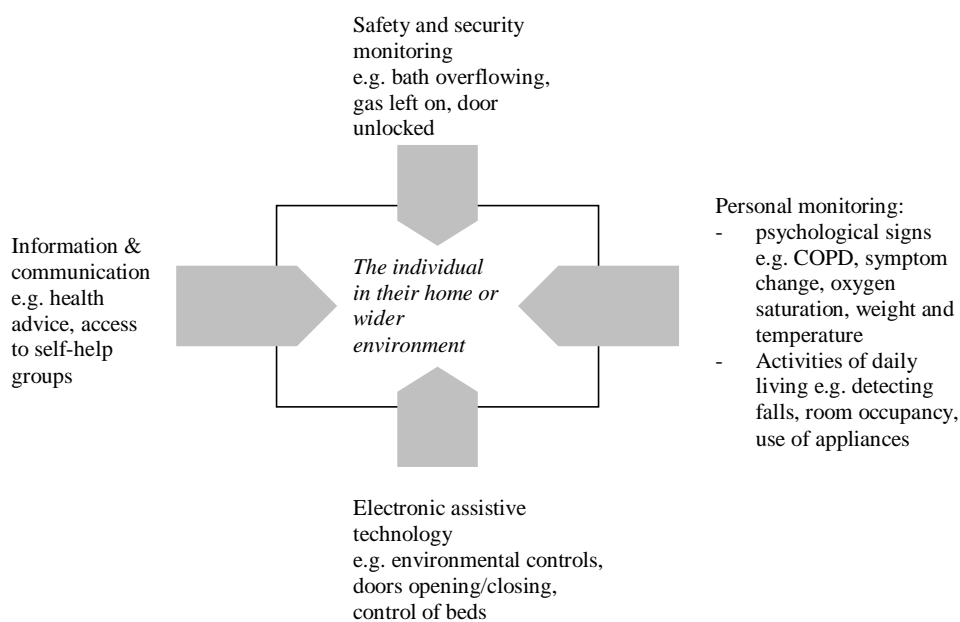 Safety and security
monitoring
e.g. bath overflowing,
gas left on, door
unlocked
Information &
communication
e.g. health
advice, access
to self-help
groups
The individual
in their home or
wider
environment
Personal monitoring:
- psychological signs
e.g. COPD, symptom
change, oxygen
saturation, weight and
temperature
- Activities of daily
living e.g. detecting
falls, room occupancy,
use of appliances
Electronic assistive
technology
e.g. environmental controls,
doors opening/closing,
control of beds